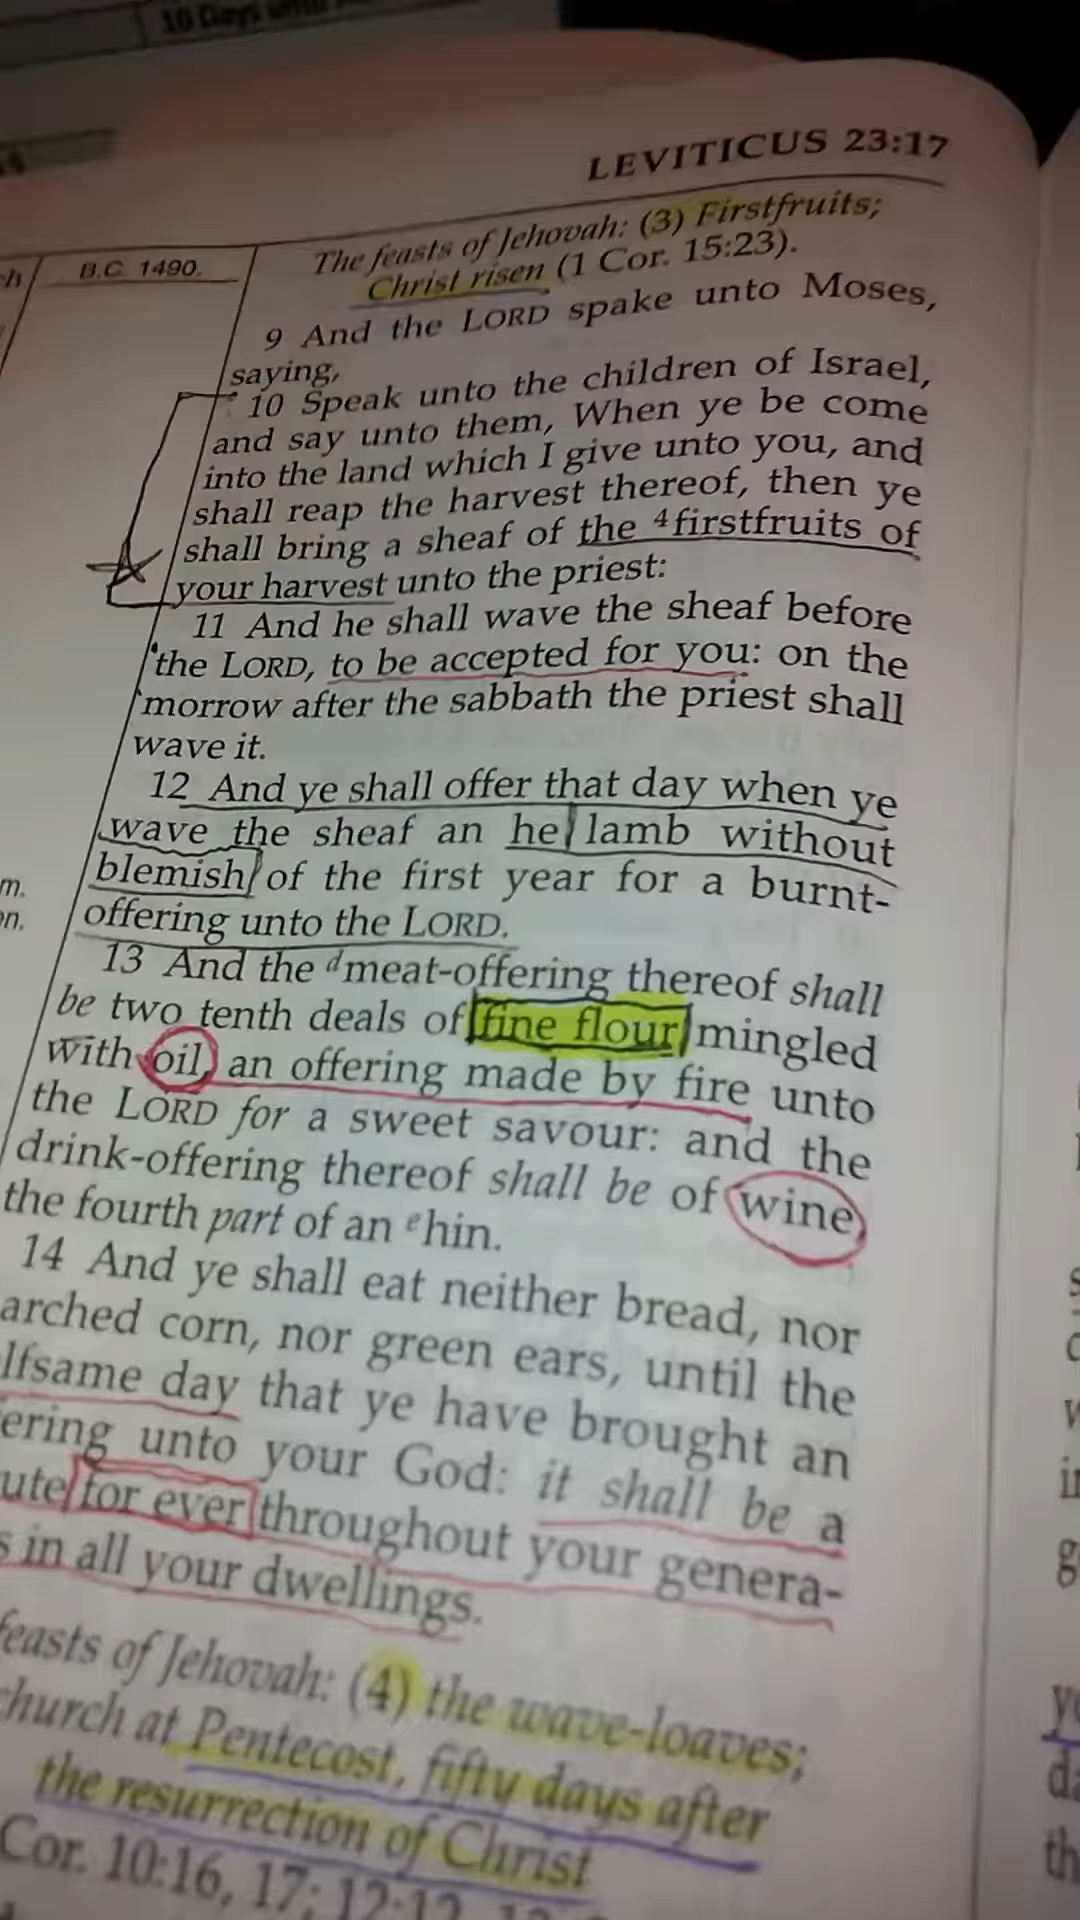 10 Days
LEVITICUS 23:17
B.C. 1490.
The feasts of Jehovah: (3) Firstfruits;
Christ risen (1 Cor. 15:23).
9 And the LORD spake unto Moses,
saying,
10 Speak unto the children of Israel,
and say unto them, When ye be come
into the land which I give unto you, and
shall reap the harvest thereof, then ye
shall bring a sheaf of the 4 firstfruits of
your harvest unto the priest:
11 And he shall wave the sheaf before
the LORD, to be accepted for you: on the
morrow after the sabbath the priest shall
wave it.
12 And ye shall offer that day when ye
wave the sheaf an he lamb without
blemish of the first year for a burnt-
offering unto the LORD.
13 And the d meat-offering thereof shall
be two tenth deals of fine flour mingled
with oil, an offering made by fire unto
the LORD for a sweet savour: and the
drink-offering thereof shall be of wine,
the fourth part of an e hin.
14 And ye shall eat neither bread, nor
arched corn, nor green ears, until the
lfsame day that ye have brought an
ering unto your God: it shall be a
ute for ever throughout your genera-
s in all your dwellings.
feasts of Jehovah: (4) the wave-loaves;
church at Pentecost, fifty days after
the resurrection of Christ
Cor. 10:16, 17; 12:12,